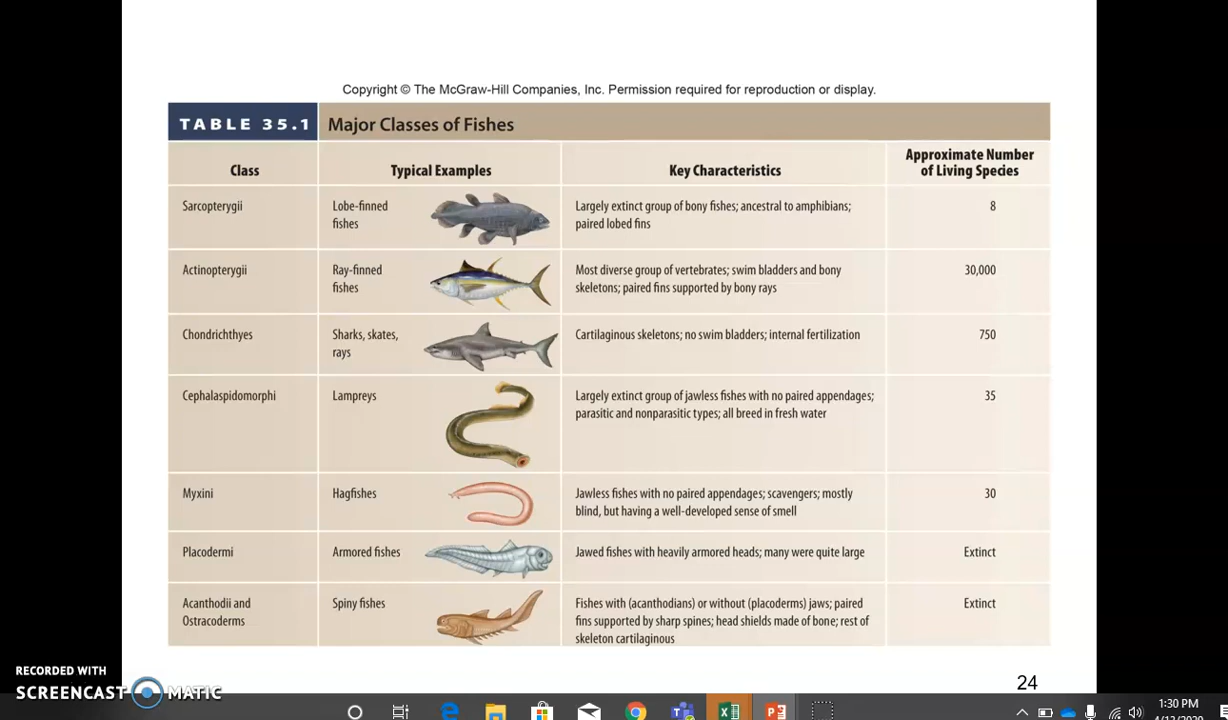 Copyright © The McGraw-Hill Companies, Inc. Permission required for reproduction or display.
TABLE 35.1 Major Classes of Fishes
Class Typical Examples Key Characteristics Approximate Number
of Living Species
Sarcopterygii Lobe-finned Largely extinct group of bony fishes; ancestral to amphibians; 8
fishes paired lobed fins
Actinopterygii Ray-finned Most diverse group of vertebrates; swim bladders and bony 30,000
fishes skeletons; paired fins supported by bony rays
Chondrichthyes Sharks, skates, Cartilaginous skeletons; no swim bladders; internal fertilization 750
rays
Cephalaspidomorphi Lampreys Largely extinct group of jawless fishes with no paired appendages; 35
parasitic and nonparasitic types; all breed in fresh water
Myxini Hagfishes Jawless fishes with no paired appendages; scavengers; mostly 30
blind, but having a well-developed sense of smell
Placodermi Armored fishes Jawed fishes with heavily armored heads; many were quite large Extinct
Acanthodii and Spiny fishes Fishes with (acanthodians) or without (placoderms) jaws; paired Extinct
Ostracoderms fins supported by sharp spines; head shields made of bone; rest of
skeleton cartilaginous
24
RECORDED WITH
SCREENCAST MATIC
1:30 PM